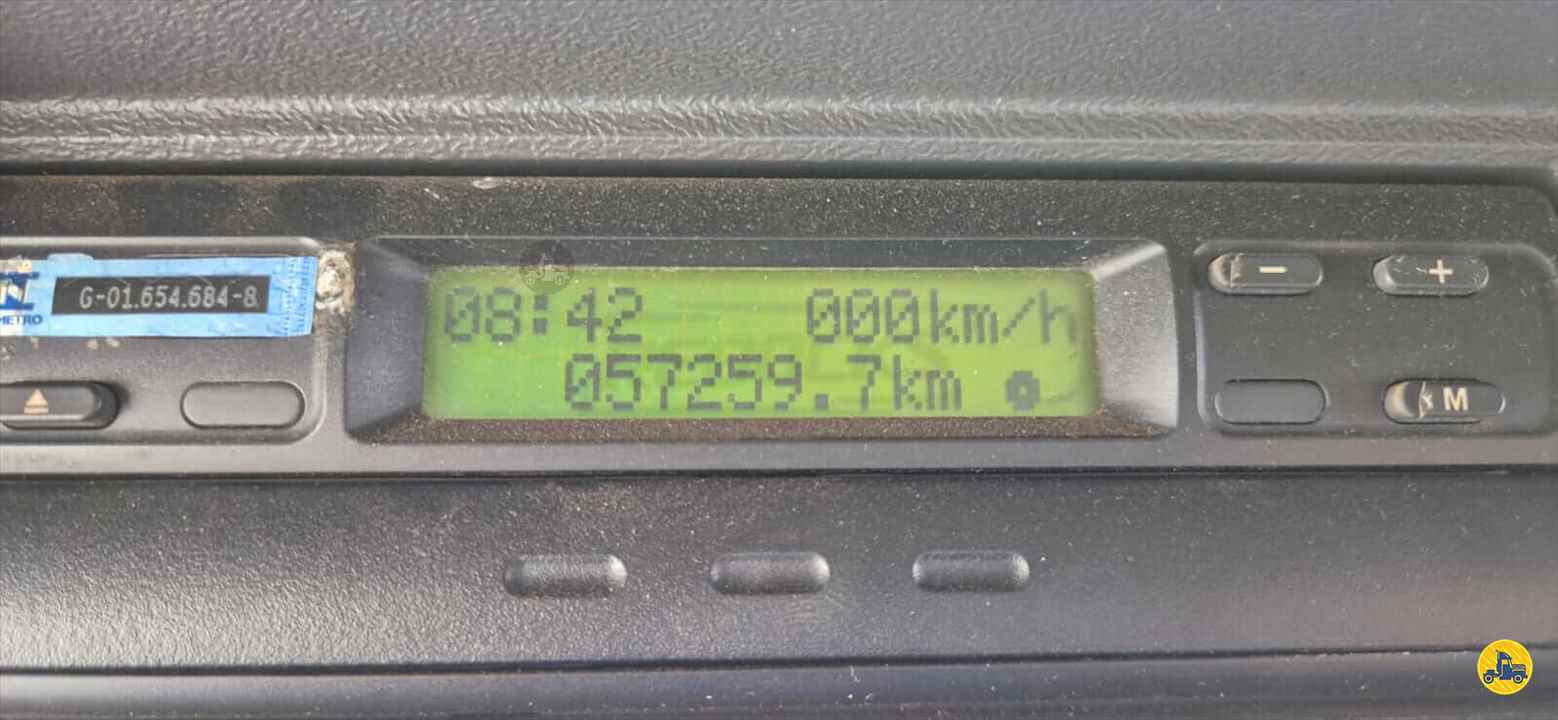 G-01.654.684-8
METRO
08:42 000km/h
057259.7km
- +
M